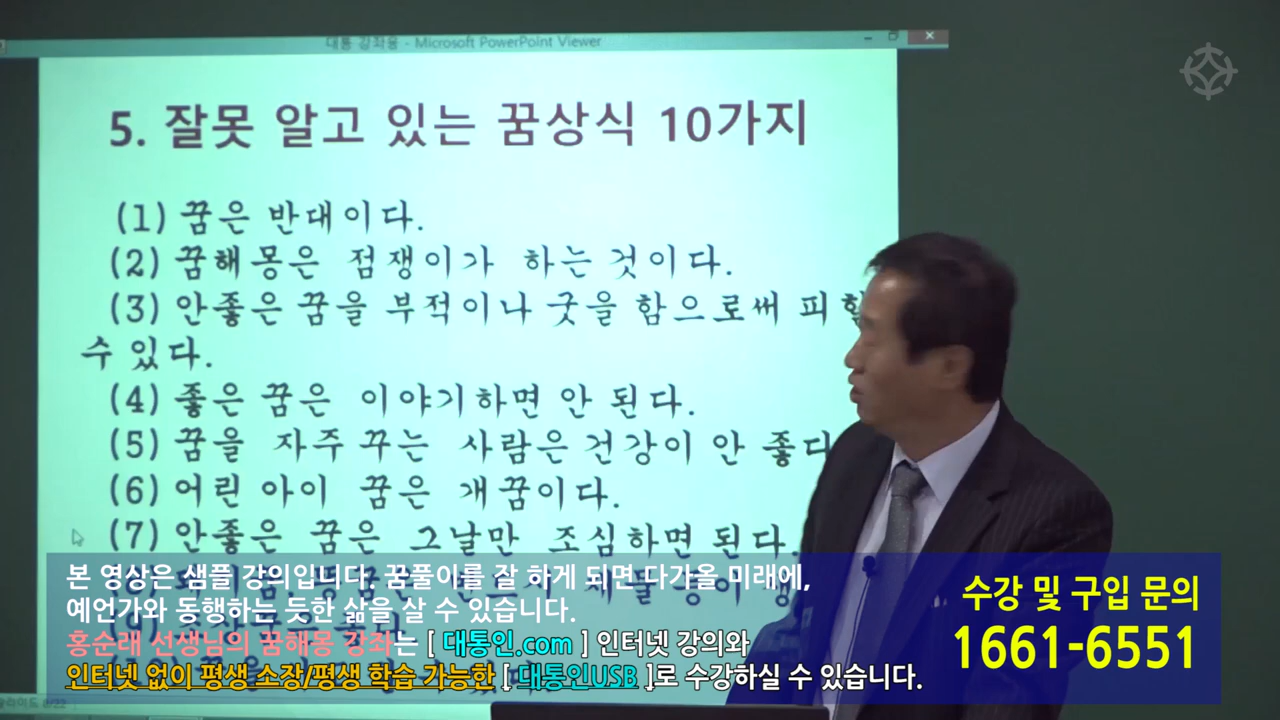 대통 강좌용 - Microsoft PowerPoint Viewer
5. 잘못 알고 있는 꿈상식 10가지
(1) 꿈은 반대이다.
(2) 꿈해몽은 점쟁이가 하는 것이다.
(3) 안좋은 꿈을 부적이나 굿을 함으로써 피할
수 있다.
(4) 좋은 꿈은 이야기하면 안 된다.
(5) 꿈을 자주 꾸는 사람은 건강이 안 좋다
(6) 어린 아이 꿈은 개꿈이다.
(7) 안좋은 꿈은 그날만 조심하면 된다.
본 영상은 샘플 강의입니다. 꿈풀이를 잘 하게 되면 다가올 미래에,
예언가와 동행하는 듯한 삶을 살 수 있습니다.
홍순래 선생님의 꿈해몽 강좌는 [ 대통인.com ] 인터넷 강의와
인터넷 없이 평생 소장/평생 학습 가능한 [ 대통인USB ]로 수강하실 수 있습니다.
수강 및 구입 문의
1661-6551
슬라이드 8/22